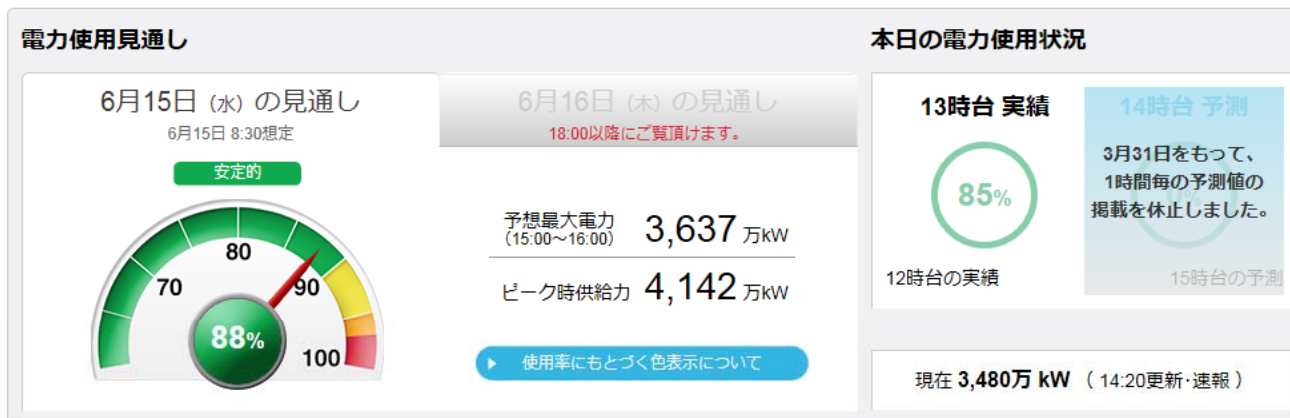 電力使用見通し
6月15日（水）の見通し
6月15日 8:30想定
安定的
70
80
90
100
88%
6月16日（木）の見通し
18:00以降にご覧頂けます。
予想最大電力
（15:00～16:00）
3,637 万kW
ピーク時供給力 4,142 万kW
使用率にもとづく色表示について
本日の電力使用状況
13時台 実績
85%
12時台の実績
14時台 予測
3月31日をもって、
1時間毎の予測値の
掲載を休止しました。
0%
15時台の予測
現在 3,480万 kW （ 14:20更新・速報 ）